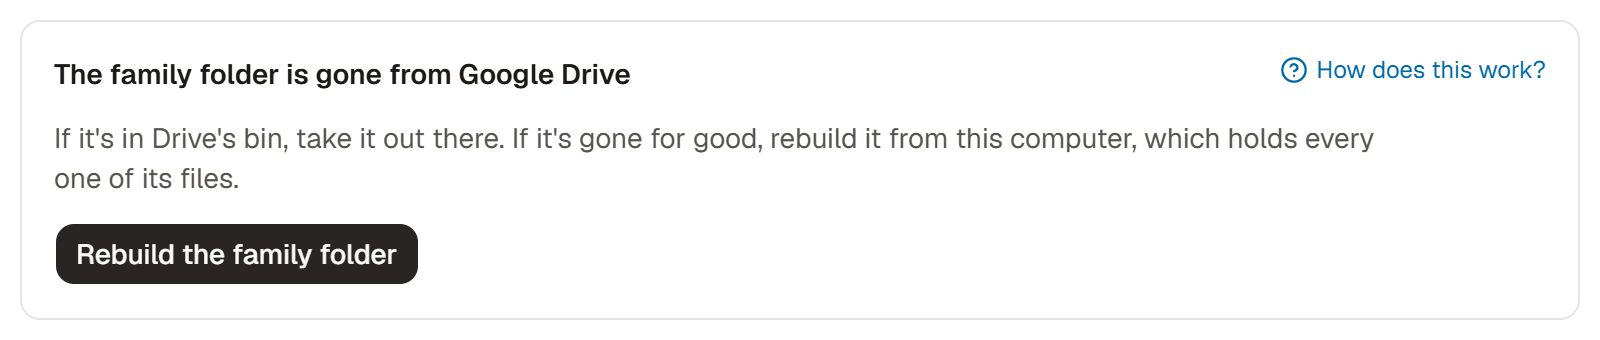 The family folder is gone from Google Drive
How does this work?
If it's in Drive's bin, take it out there. If it's gone for good, rebuild it from this computer, which holds every
one of its files.
Rebuild the family folder